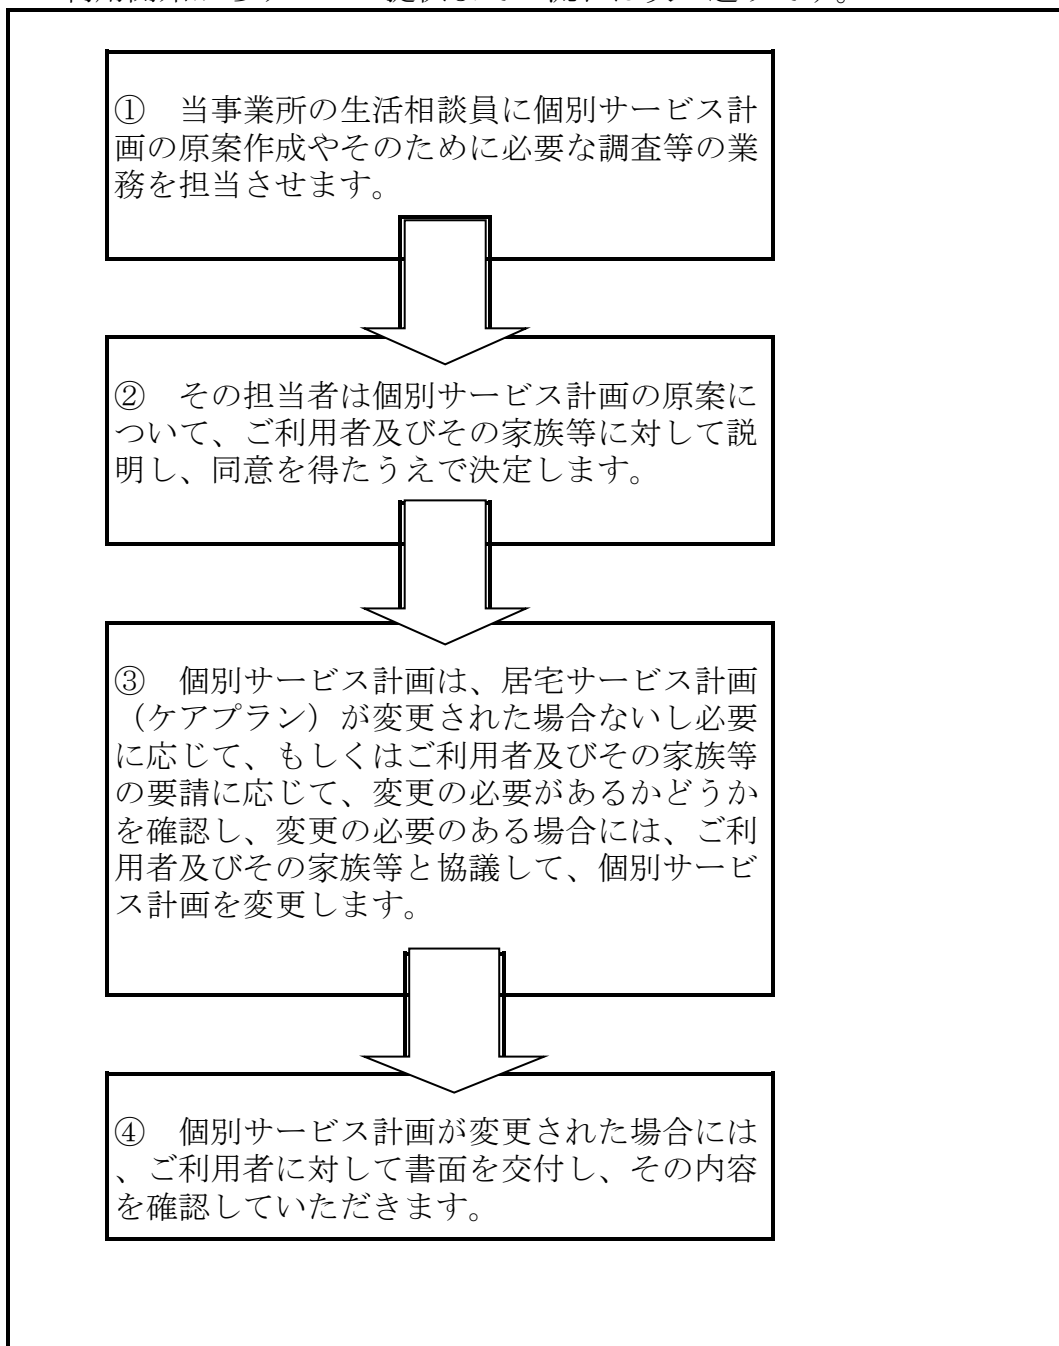 ① 当事業所の生活相談員に個別サービス計
画の原案作成やそのために必要な調査等の業
務を担当させます。
② その担当者は個別サービス計画の原案に
ついて、ご利用者及びその家族等に対して説
明し、同意を得たうえで決定します。
③ 個別サービス計画は、居宅サービス計画
（ケアプラン）が変更された場合ないし必要
に応じて、もしくはご利用者及びその家族等
の要請に応じて、変更の必要があるかどうか
を確認し、変更の必要のある場合には、ご利
用者及びその家族等と協議して、個別サービ
ス計画を変更します。
④ 個別サービス計画が変更された場合には
、ご利用者に対して書面を交付し、その内容
を確認していただきます。